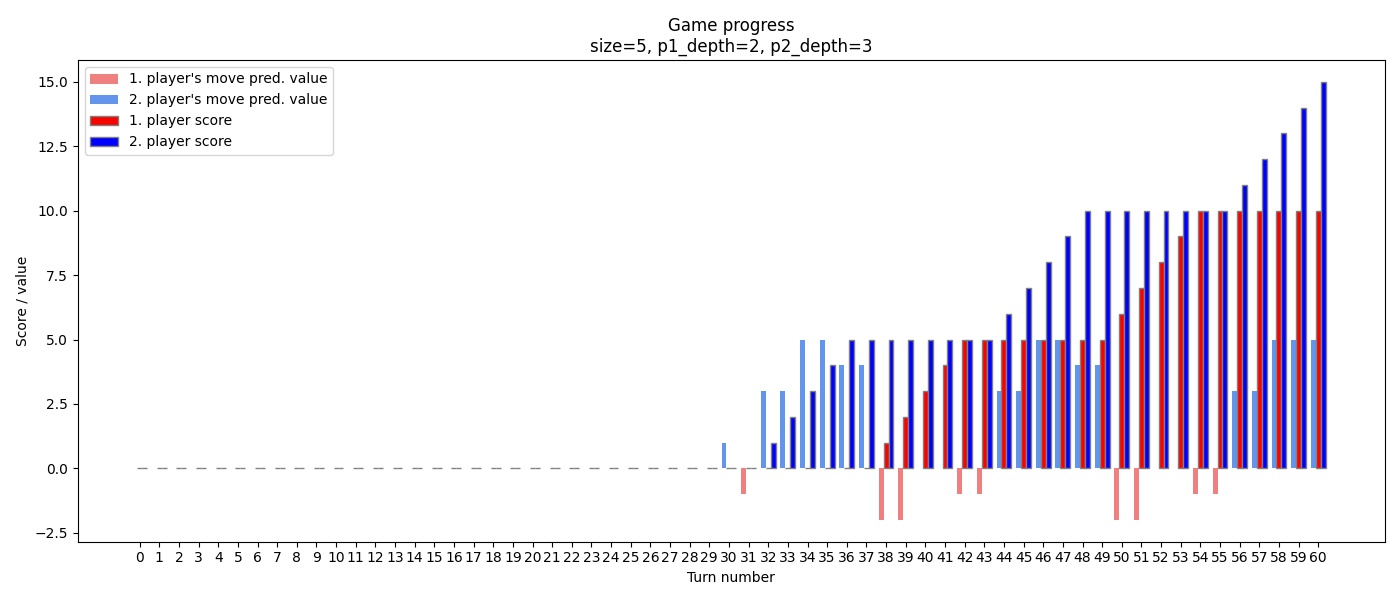 Game progress
size=5, p1_depth=2, p2_depth=3
1. player's move pred. value
2. player's move pred. value
1. player score
2. player score
15.0
12.5
10.0
7.5
5.0
2.5
0.0
−2.5
Score / value
0 1 2 3 4 5 6 7 8 9 10 11 12 13 14 15 16 17 18 19 20 21 22 23 24 25 26 27 28 29 30 31 32 33 34 35 36 37 38 39 40 41 42 43 44 45 46 47 48 49 50 51 52 53 54 55 56 57 58 59 60
Turn number